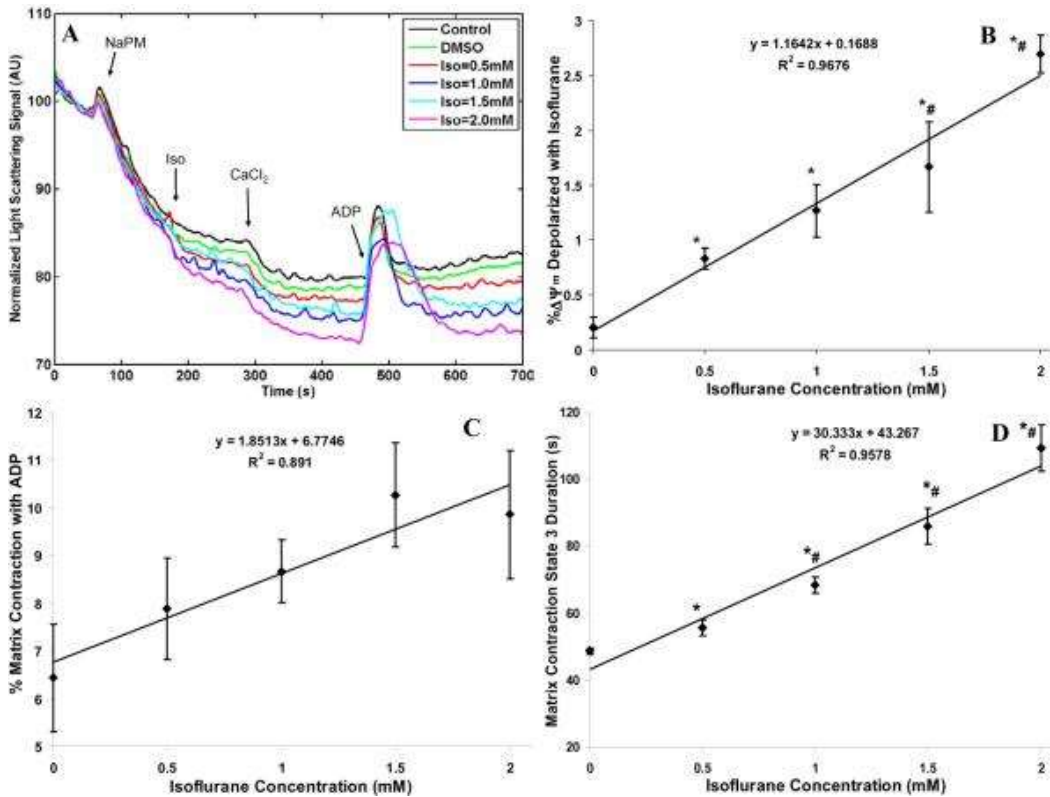 A
NaPM
Iso
CaCl₂
ADP
Control
DMSO
Iso=0.5mM
Iso=1.0mM
Iso=1.5mM
Iso=2.0mM
Normalized Light Scattering Signal (AU)
110
100
90
80
70
0 100 200 300 400 500 600 700
Time (s)
B
y = 1.1642x + 0.1688
R² = 0.9676
%ΔΨm Depolarized with Isoflurane
3
2.5
2
1.5
1
0.5
0
* * *# *#
0 0.5 1 1.5 2
Isoflurane Concentration (mM)
C
y = 1.8513x + 6.7746
R² = 0.891
% Matrix Contraction with ADP
12
11
10
9
8
7
6
5
0 0.5 1 1.5 2
Isoflurane Concentration (mM)
D
y = 30.333x + 43.267
R² = 0.9578
Matrix Contraction State 3 Duration (s)
120
100
80
60
40
20
* *# *# *#
0 0.5 1 1.5 2
Isoflurane Concentration (mM)